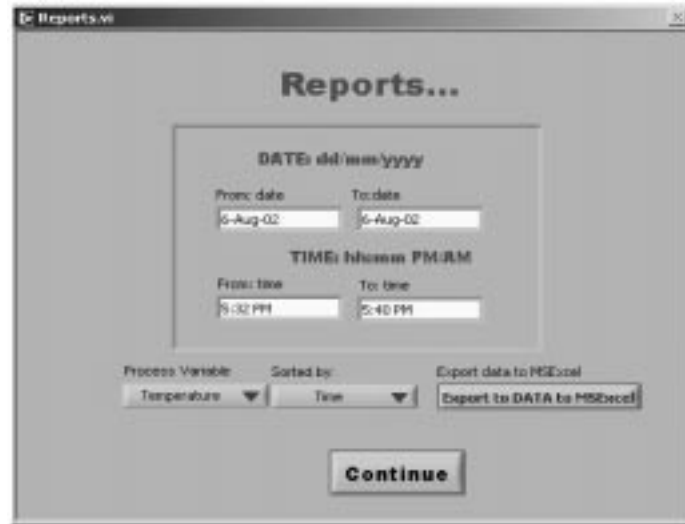 Reports.vi
Reports...
DATE: dd/mm/yyyy
From: date To:date
6-Aug-02 6-Aug-02
TIME: hh:mm PM/AM
From: time To: time
5:32 PM 5:40 PM
Process Variable Sorted by: Export data to MSExcel
Temperature Time Export to DATA to MSExcel
Continue